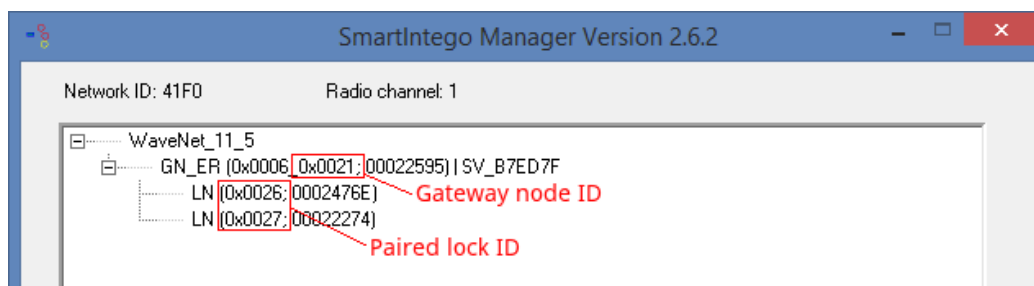 SmartIntego Manager Version 2.6.2
Network ID: 41F0 Radio channel: 1
WaveNet_11_5
GN_ER (0x0006_0x0021; 00022595) | SV_B7ED7F
LN (0x0026; 0002476E)
Gateway node ID
LN (0x0027; 00022274)
Paired lock ID